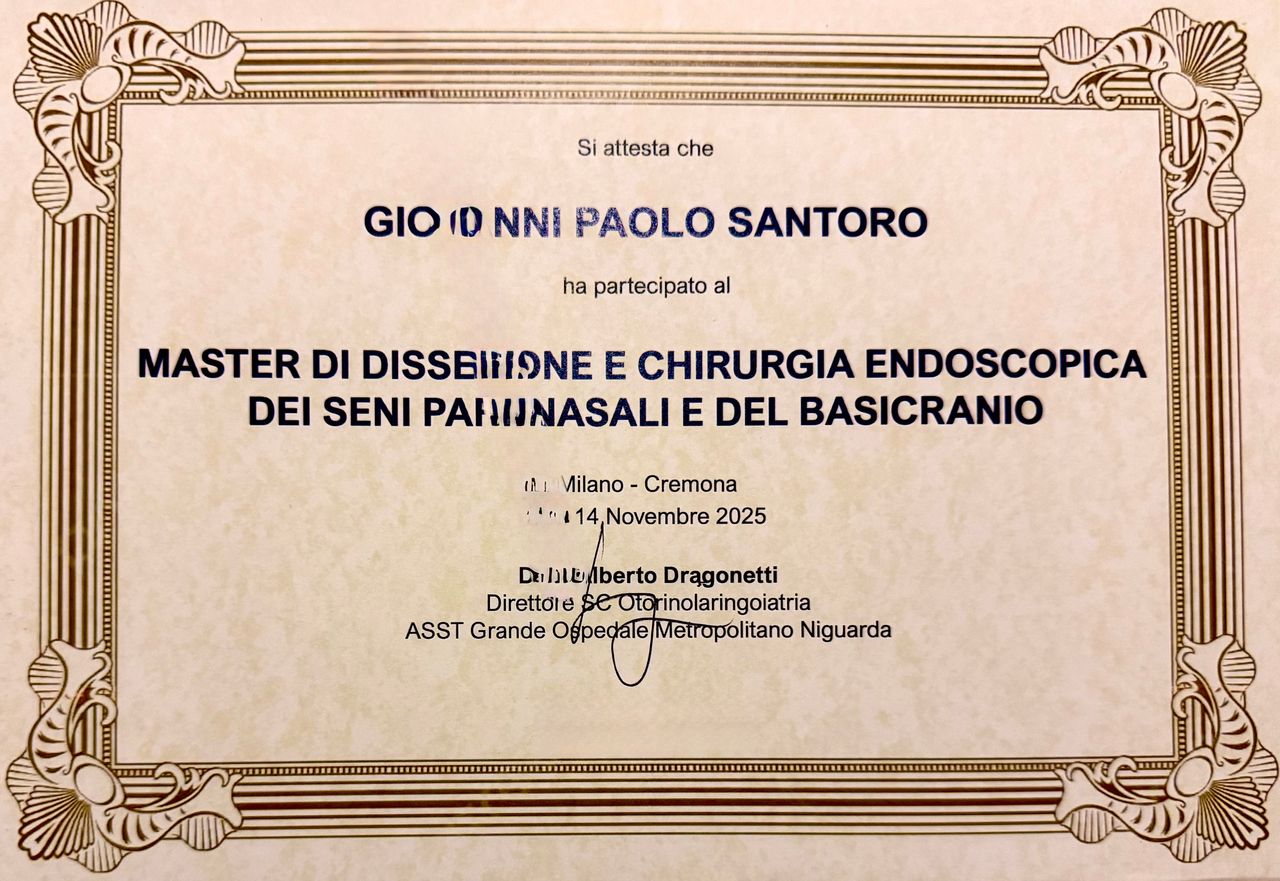 Si attesta che
PAOLO SANTORO
ha partecipato al
MASTER DI E CHIRURGIA ENDOSCOPICA
DEI SENI E DEL BASICRANIO
Milano - Cremona
14 Novembre 2025
Dragonetti
Direttore SC Otorinolaringoiatria
ASST Grande Ospedale Metropolitano Niguarda